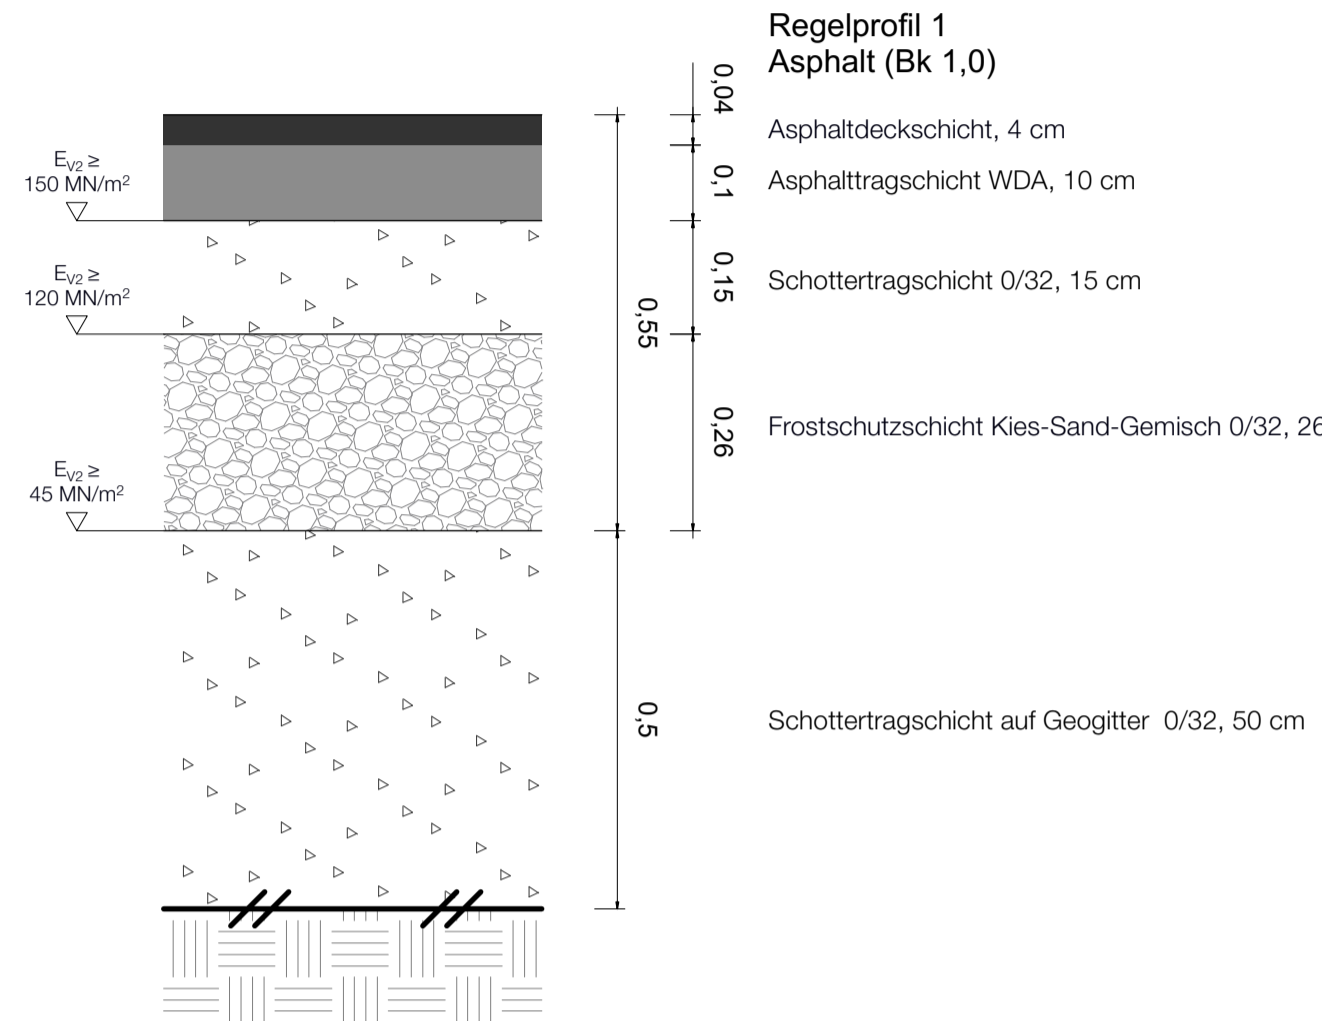 Regelprofil 1
Asphalt (Bk 1,0)
0,04
Asphaltdeckschicht, 4 cm
EV2 ≥
150 MN/m²
0,1
Asphalttragschicht WDA, 10 cm
EV2 ≥
120 MN/m²
0,15
Schottertragschicht 0/32, 15 cm
0,55
0,26
Frostschutzschicht Kies-Sand-Gemisch 0/32, 26
EV2 ≥
45 MN/m²
0,5
Schottertragschicht auf Geogitter 0/32, 50 cm